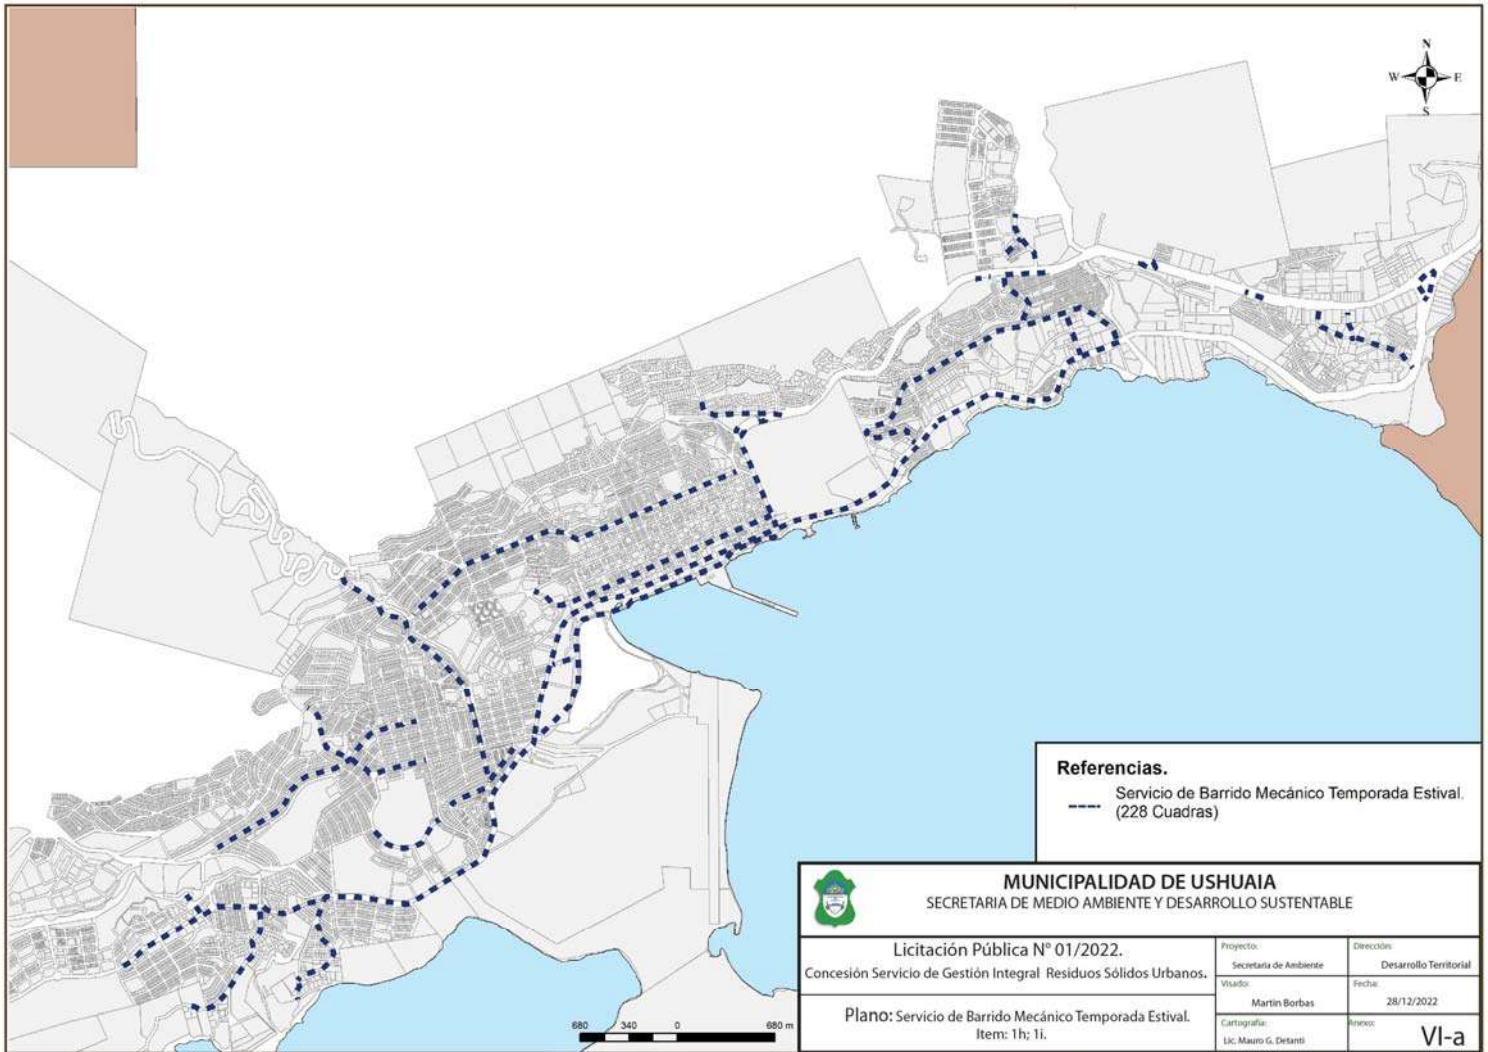 N
W E
S
Referencias.
Servicio de Barrido Mecánico Temporada Estival.
(228 Cuadras)
MUNICIPALIDAD DE USHUAIA
SECRETARIA DE MEDIO AMBIENTE Y DESARROLLO SUSTENTABLE
Licitación Pública N° 01/2022.
Concesión Servicio de Gestión Integral Residuos Sólidos Urbanos.
Plano: Servicio de Barrido Mecánico Temporada Estival.
Item: 1h; 1i.
Proyecto:
Secretaria de Ambiente
Dirección:
Desarrollo Territorial
Visado:
Martin Borbas
Fecha:
28/12/2022
Cartografía:
Lic. Mauro G. Detanti
Anexo:
VI-a
680 340 0 680 m